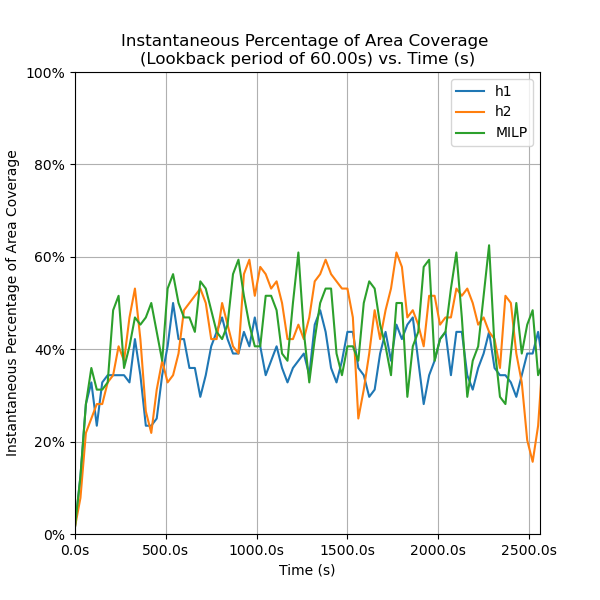 Instantaneous Percentage of Area Coverage
(Lookback period of 60.00s) vs. Time (s)
h1
h2
MILP
Instantaneous Percentage of Area Coverage
100%
80%
60%
40%
20%
0%
0.0s
500.0s
1000.0s
1500.0s
2000.0s
2500.0s
Time (s)